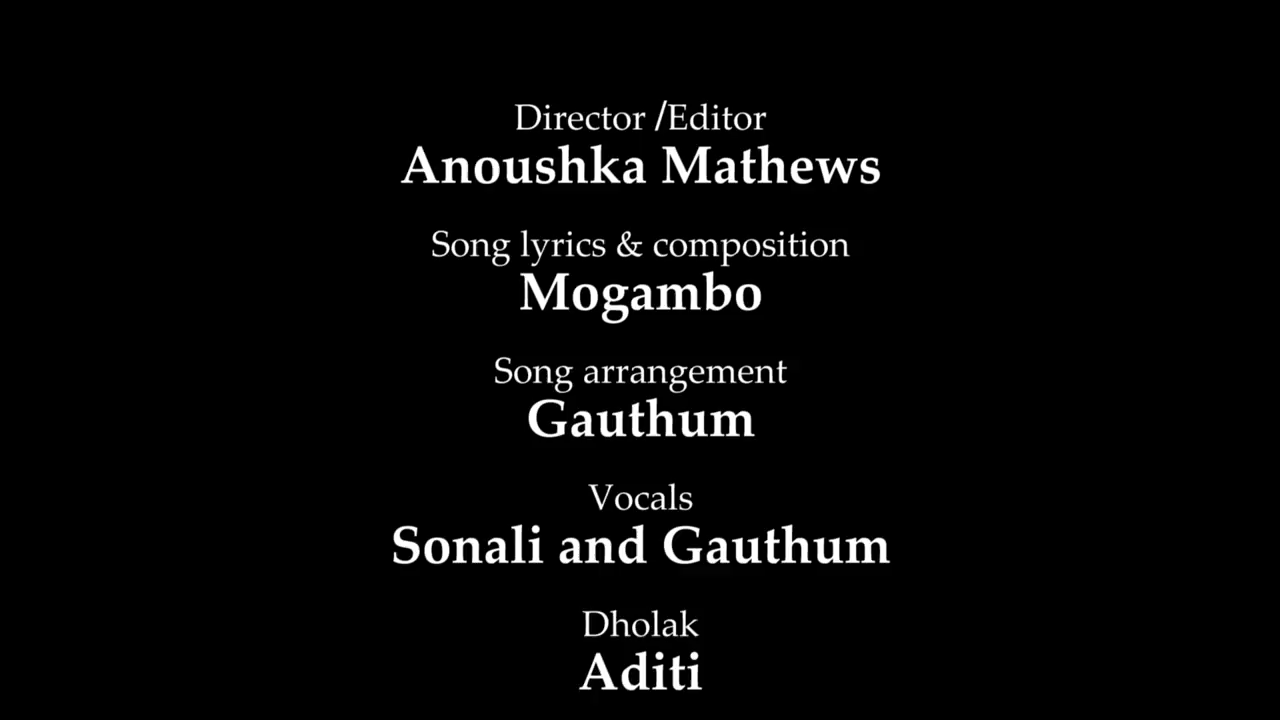 Director /Editor
Anoushka Mathews
Song lyrics & composition
Mogambo
Song arrangement
Gauthum
Vocals
Sonali and Gauthum
Dholak
Aditi